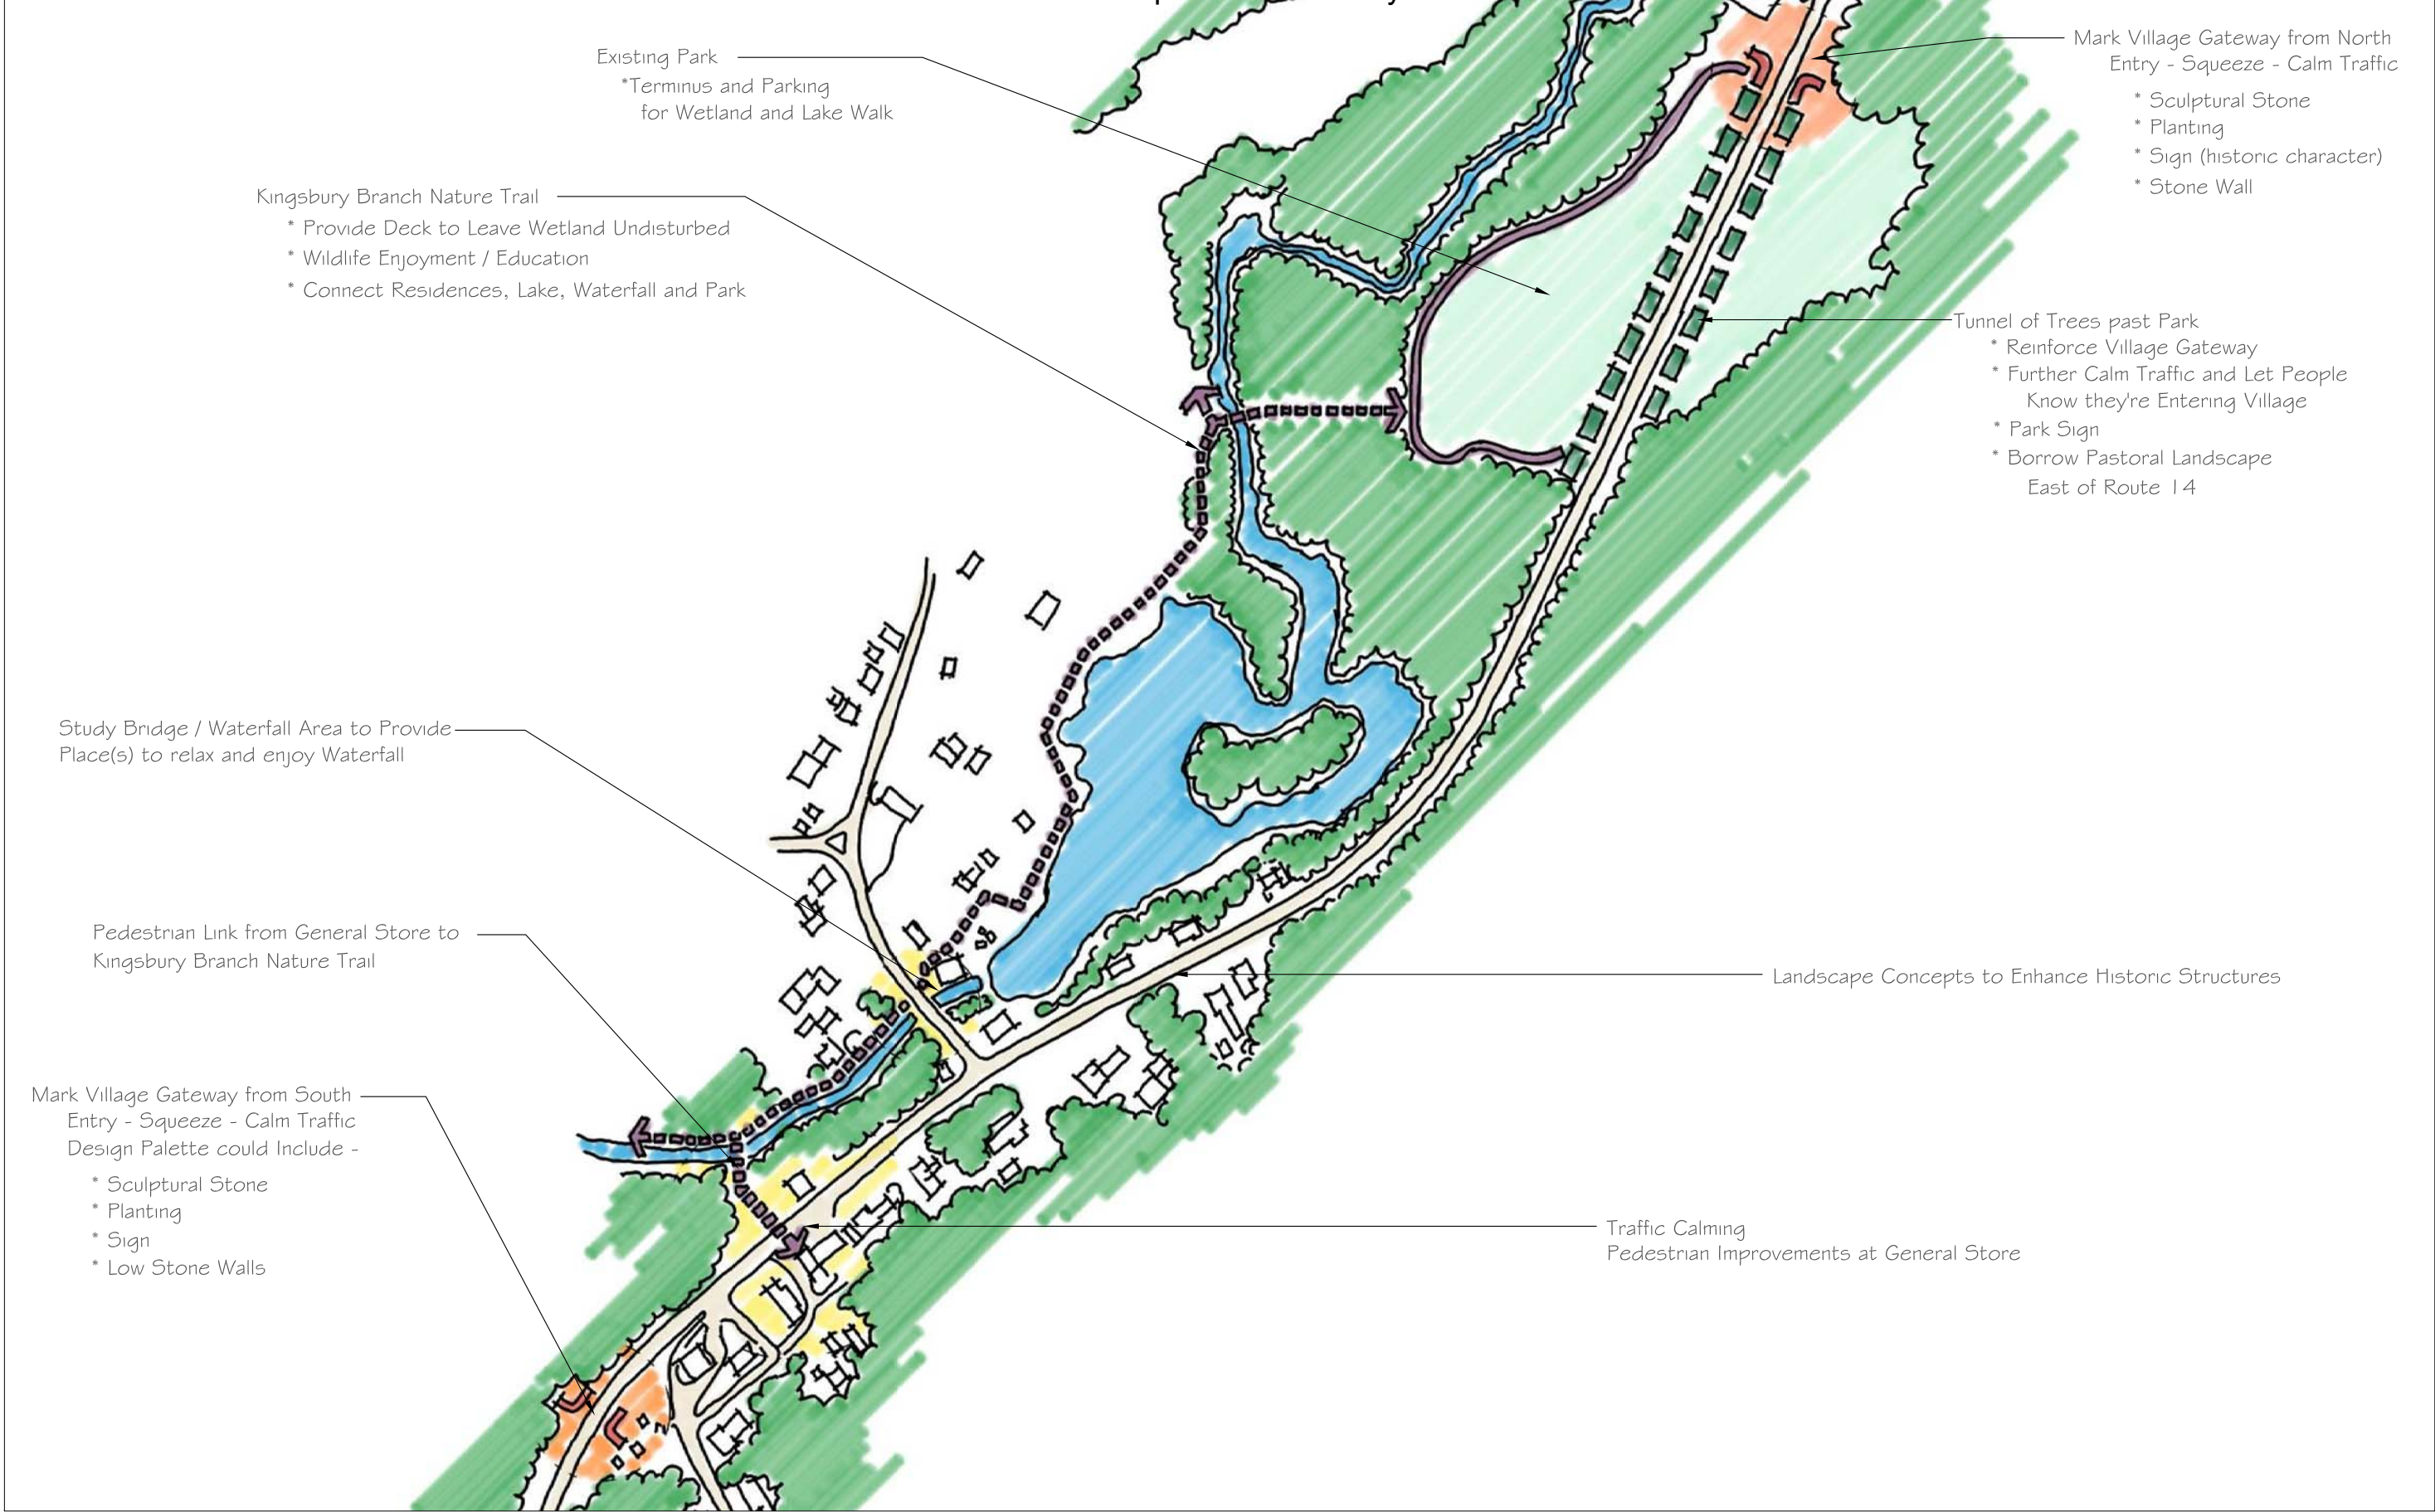 Existing Park
*Terminus and Parking
for Wetland and Lake Walk
Kingsbury Branch Nature Trail
* Provide Deck to Leave Wetland Undisturbed
* Wildlife Enjoyment / Education
* Connect Residences, Lake, Waterfall and Park
Mark Village Gateway from North
Entry - Squeeze - Calm Traffic
* Sculptural Stone
* Planting
* Sign (historic character)
* Stone Wall
Tunnel of Trees past Park
* Reinforce Village Gateway
* Further Calm Traffic and Let People
Know they're Entering Village
* Park Sign
* Borrow Pastoral Landscape
East of Route 14
Study Bridge / Waterfall Area to Provide
Place(s) to relax and enjoy Waterfall
Pedestrian Link from General Store to
Kingsbury Branch Nature Trail
Landscape Concepts to Enhance Historic Structures
Mark Village Gateway from South
Entry - Squeeze - Calm Traffic
Design Palette could Include -
* Sculptural Stone
* Planting
* Sign
* Low Stone Walls
Traffic Calming
Pedestrian Improvements at General Store